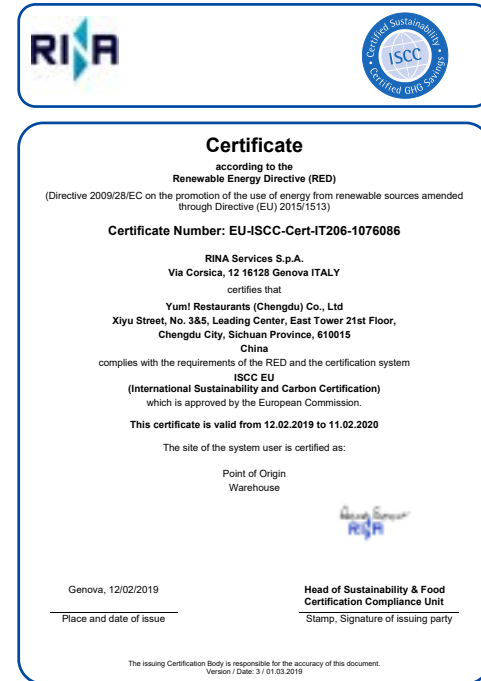 RINA
Certified Sustainability
ISCC
Certified GHG Savings
Certificate
according to the
Renewable Energy Directive (RED)
(Directive 2009/28/EC on the promotion of the use of energy from renewable sources amended
through Directive (EU) 2015/1513)
Certificate Number: EU-ISCC-Cert-IT206-1076086
RINA Services S.p.A.
Via Corsica, 12 16128 Genova ITALY
certifies that
Yum! Restaurants (Chengdu) Co., Ltd
Xiyu Street, No. 3&5, Leading Center, East Tower 21st Floor,
Chengdu City, Sichuan Province, 610015
China
complies with the requirements of the RED and the certification system
ISCC EU
(International Sustainability and Carbon Certification)
which is approved by the European Commission.
This certificate is valid from 12.02.2019 to 11.02.2020
The site of the system user is certified as:
Point of Origin
Warehouse
RINA
Genova, 12/02/2019
Head of Sustainability & Food
Certification Compliance Unit
Place and date of issue
Stamp, Signature of issuing party
The issuing Certification Body is responsible for the accuracy of this document.
Version / Date: 3 / 01.03.2019